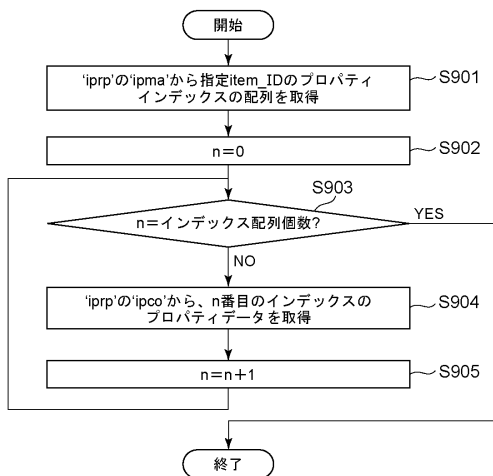 開始
‘iprp’の‘ipma’から指定item_IDのプロパティ
インデックスの配列を取得
S901
n=0
S902
S903
n=インデックス配列個数?
YES
NO
‘iprp’の‘ipco’から、n番目のインデックスの
プロパティデータを取得
S904
n=n+1
S905
終了